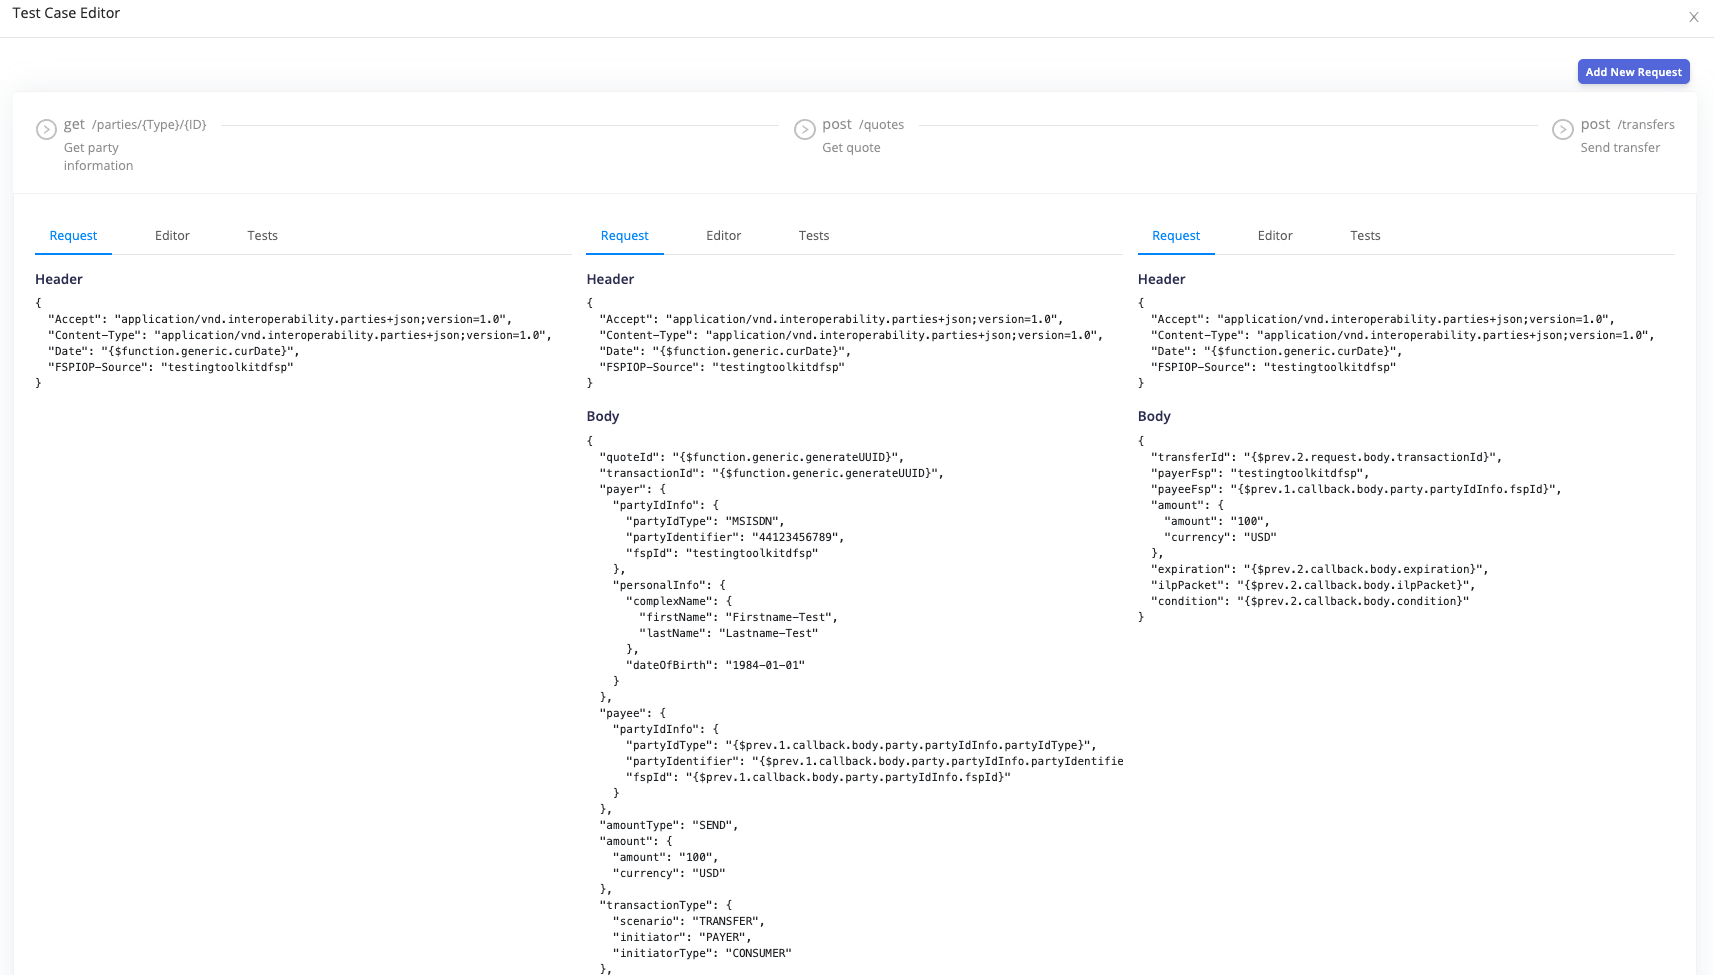 Test Case Editor
X
Add New Request
get /parties/{Type}/{ID}
Get party
information
post /quotes
Get quote
post /transfers
Send transfer
Request Editor Tests
Header
{
  "Accept": "application/vnd.interoperability.parties+json;version=1.0",
  "Content-Type": "application/vnd.interoperability.parties+json;version=1.0",
  "Date": "{$function.generic.curDate}",
  "FSPIOP-Source": "testingtoolkitdfsp"
}
Request Editor Tests
Header
{
  "Accept": "application/vnd.interoperability.parties+json;version=1.0",
  "Content-Type": "application/vnd.interoperability.parties+json;version=1.0",
  "Date": "{$function.generic.curDate}",
  "FSPIOP-Source": "testingtoolkitdfsp"
}
Body
{
  "quoteId": "{$function.generic.generateUUID}",
  "transactionId": "{$function.generic.generateUUID}",
  "payer": {
    "partyIdInfo": {
      "partyIdType": "MSISDN",
      "partyIdentifier": "44123456789",
      "fspId": "testingtoolkitdfsp"
    },
    "personalInfo": {
      "complexName": {
        "firstName": "Firstname-Test",
        "lastName": "Lastname-Test"
      },
      "dateOfBirth": "1984-01-01"
    }
  },
  "payee": {
    "partyIdInfo": {
      "partyIdType": "{$prev.1.callback.body.party.partyIdInfo.partyIdType}",
      "partyIdentifier": "{$prev.1.callback.body.party.partyIdInfo.partyIdentifie
      "fspId": "{$prev.1.callback.body.party.partyIdInfo.fspId}"
    }
  },
  "amountType": "SEND",
  "amount": {
    "amount": "100",
    "currency": "USD"
  },
  "transactionType": {
    "scenario": "TRANSFER",
    "initiator": "PAYER",
    "initiatorType": "CONSUMER"
  },
Request Editor Tests
Header
{
  "Accept": "application/vnd.interoperability.parties+json;version=1.0",
  "Content-Type": "application/vnd.interoperability.parties+json;version=1.0",
  "Date": "{$function.generic.curDate}",
  "FSPIOP-Source": "testingtoolkitdfsp"
}
Body
{
  "transferId": "{$prev.2.request.body.transactionId}",
  "payerFsp": "testingtoolkitdfsp",
  "payeeFsp": "{$prev.1.callback.body.party.partyIdInfo.fspId}",
  "amount": {
    "amount": "100",
    "currency": "USD"
  },
  "expiration": "{$prev.2.callback.body.expiration}",
  "ilpPacket": "{$prev.2.callback.body.ilpPacket}",
  "condition": "{$prev.2.callback.body.condition}"
}